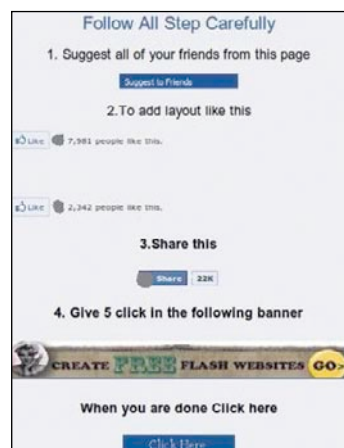 Follow All Step Carefully
1. Suggest all of your friends from this page
Suggest to Friends
2.To add layout like this
Like 7,981 people like this.
Like 2,342 people like this.
3.Share this
Share 22K
4. Give 5 click in the following banner
CREATE FREE FLASH WEBSITES GO>
When you are done Click here
Click Here